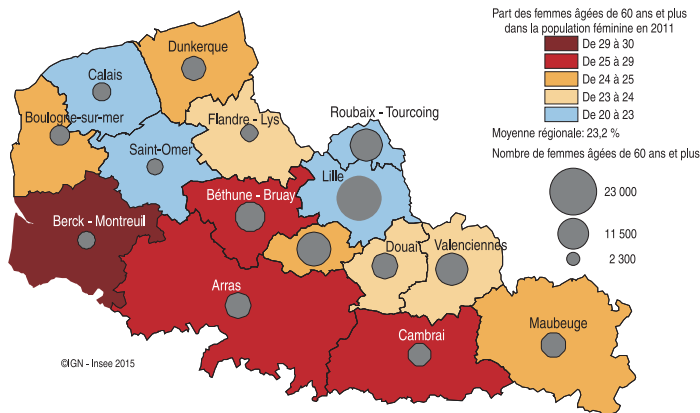 Part des femmes âgées de 60 ans et plus
dans la population féminine en 2011
De 29 à 30
De 25 à 29
De 24 à 25
De 23 à 24
De 20 à 23
Moyenne régionale: 23,2 %
Nombre de femmes âgées de 60 ans et plus
23 000
11 500
2 300
Dunkerque
Calais
Boulogne-sur-mer
Flandre - Lys
Roubaix - Tourcoing
Saint-Omer
Lille
Béthune - Bruay
Berck - Montreuil
Douai
Valenciennes
Arras
Cambrai
Maubeuge
©IGN - Insee 2015